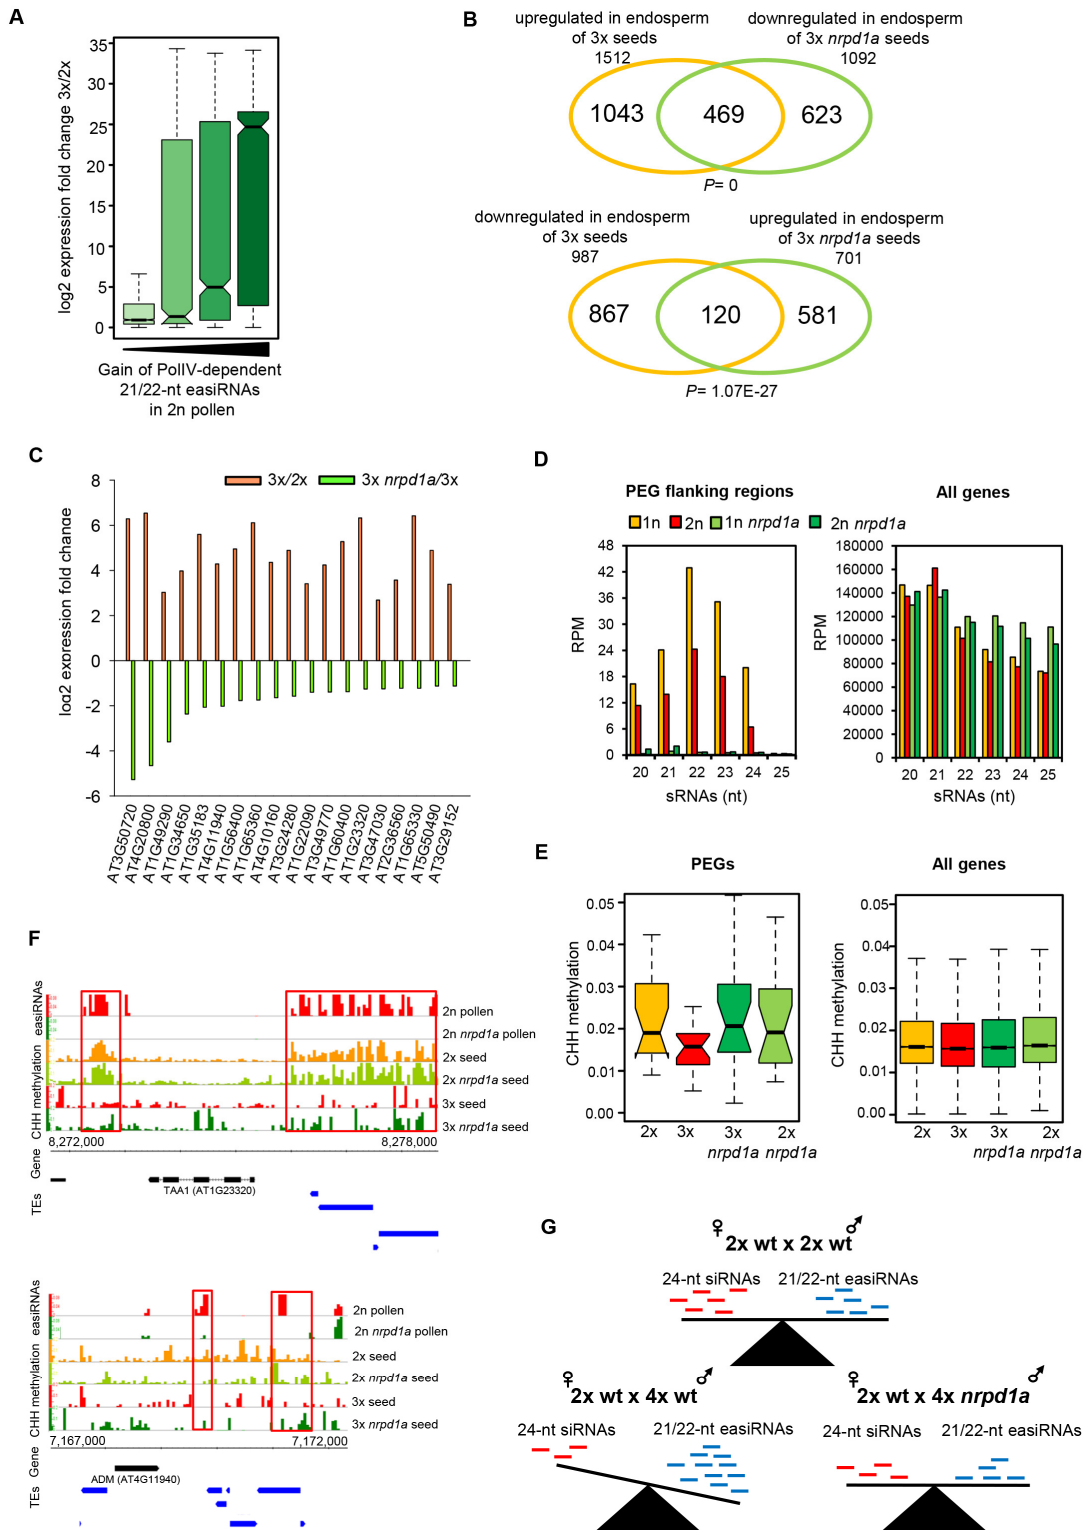 A
log2 expression fold change 3x/2x
35
30
25
20
15
10
5
0
Gain of PolIV-dependent
21/22-nt easiRNAs
in 2n pollen
B
upregulated in endosperm
of 3x seeds
1512
downregulated in endosperm
of 3x nrpd1a seeds
1092
1043
469
623
P= 0
downregulated in endosperm
of 3x seeds
987
upregulated in endosperm
of 3x nrpd1a seeds
701
867
120
581
P= 1.07E-27
C
3x/2x
3x nrpd1a/3x
log2 expression fold change
8
6
4
2
0
-2
-4
-6
AT3G50720
AT4G20800
AT1G49290
AT1G34650
AT1G35183
AT4G11940
AT1G56400
AT1G65360
AT4G10160
AT3G24280
AT1G22090
AT3G49770
AT1G60400
AT1G23320
AT3G47030
AT2G36560
AT1G65330
AT5G50490
AT3G29152
D
PEG flanking regions
All genes
1n
2n
1n nrpd1a
2n nrpd1a
RPM
48
42
36
30
24
18
12
6
0
20 21 22 23 24 25
sRNAs (nt)
RPM
180000
160000
140000
120000
100000
80000
60000
40000
20000
0
20 21 22 23 24 25
sRNAs (nt)
E
PEGs
All genes
CHH methylation
0.05
0.04
0.03
0.02
0.01
0.00
2x 3x 3x 2x
nrpd1a nrpd1a
CHH methylation
0.05
0.04
0.03
0.02
0.01
0.00
2x 3x 3x 2x
nrpd1a nrpd1a
F
easiRNAs
CHH methylation
Gene
TEs
2n pollen
2n nrpd1a pollen
2x seed
2x nrpd1a seed
3x seed
3x nrpd1a seed
8,272,000
8,278,000
TAA1 (AT1G23320)
easiRNAs
CHH methylation
Gene
TEs
2n pollen
2n nrpd1a pollen
2x seed
2x nrpd1a seed
3x seed
3x nrpd1a seed
7,167,000
7,172,000
ADM (AT4G11940)
G
♀ ♂
2x wt x 2x wt
24-nt siRNAs
21/22-nt easiRNAs
♀ ♂
2x wt x 4x wt
24-nt siRNAs
21/22-nt easiRNAs
♀ ♂
2x wt x 4x nrpd1a
24-nt siRNAs
21/22-nt easiRNAs